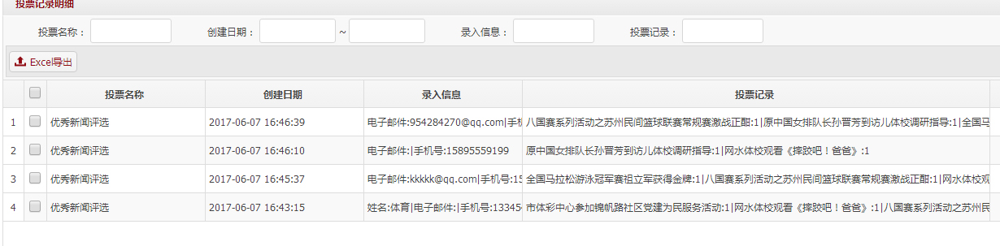 投票记录明细
投票名称： 创建日期： ~ 录入信息： 投票记录：
Excel导出
投票名称 创建日期 录入信息 投票记录
1 优秀新闻评选 2017-06-07 16:46:39 电子邮件:954284270@qq.com|手机 八国赛系列活动之苏州民间篮球联赛常规赛激战正酣:1|原中国女排队长孙晋芳到访儿体校调研指导:1|全国马
2 优秀新闻评选 2017-06-07 16:46:10 电子邮件:|手机号:15895559199 原中国女排队长孙晋芳到访儿体校调研指导:1|网水体校观看《摔跤吧！爸爸》:1
3 优秀新闻评选 2017-06-07 16:45:37 电子邮件:kkkkk@qq.com|手机号:15 全国马拉松游泳冠军赛祖立军获得金牌:1|八国赛系列活动之苏州民间篮球联赛常规赛激战正酣:1|网水体校观
4 优秀新闻评选 2017-06-07 16:43:15 姓名:体育|电子邮件:|手机号:13345 市体彩中心参加锦帆路社区党建为民服务活动:1|网水体校观看《摔跤吧！爸爸》:1|八国赛系列活动之苏州民